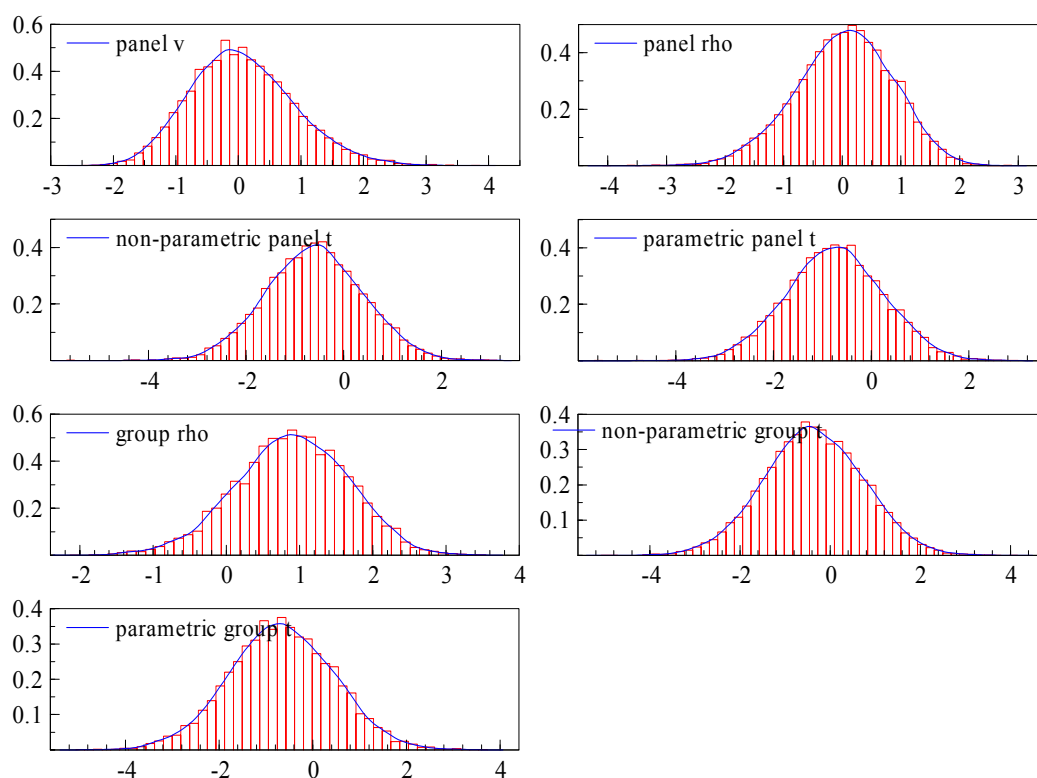 panel v
0.6
0.4
0.2
-3 -2 -1 0 1 2 3 4
panel rho
0.4
0.2
-4 -3 -2 -1 0 1 2 3
non-parametric panel t
0.4
0.2
-4 -2 0 2
parametric panel t
0.4
0.2
-4 -2 0 2
group rho
0.6
0.4
0.2
-2 -1 0 1 2 3 4
non-parametric group t
0.4
0.3
0.2
0.1
-4 -2 0 2 4
parametric group t
0.4
0.3
0.2
0.1
-4 -2 0 2 4